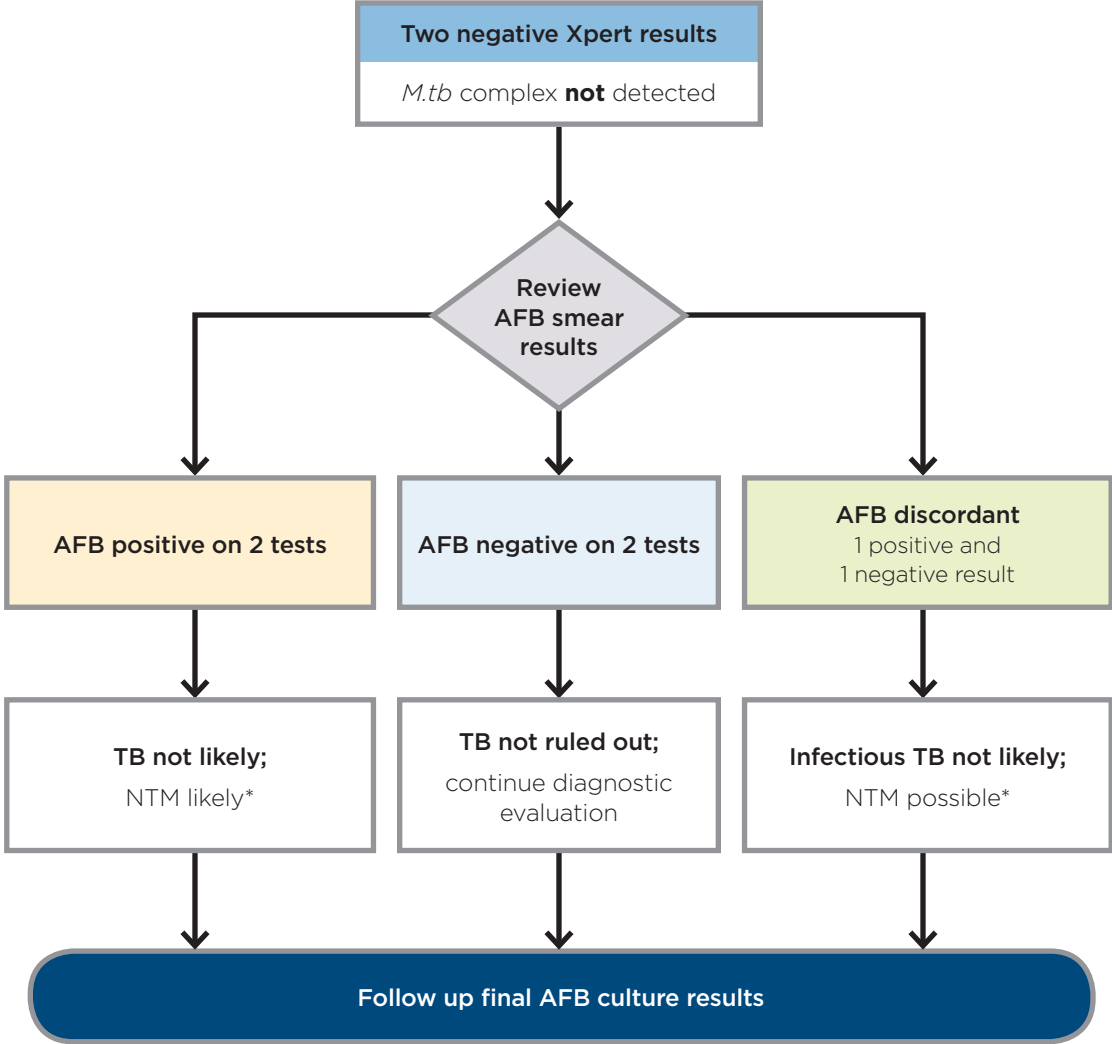 Two negative Xpert results
M.tb complex not detected
Review
AFB smear
results
AFB positive on 2 tests
AFB negative on 2 tests
AFB discordant
1 positive and
1 negative result
TB not likely;
NTM likely*
TB not ruled out;
continue diagnostic
evaluation
Infectious TB not likely;
NTM possible*
Follow up final AFB culture results